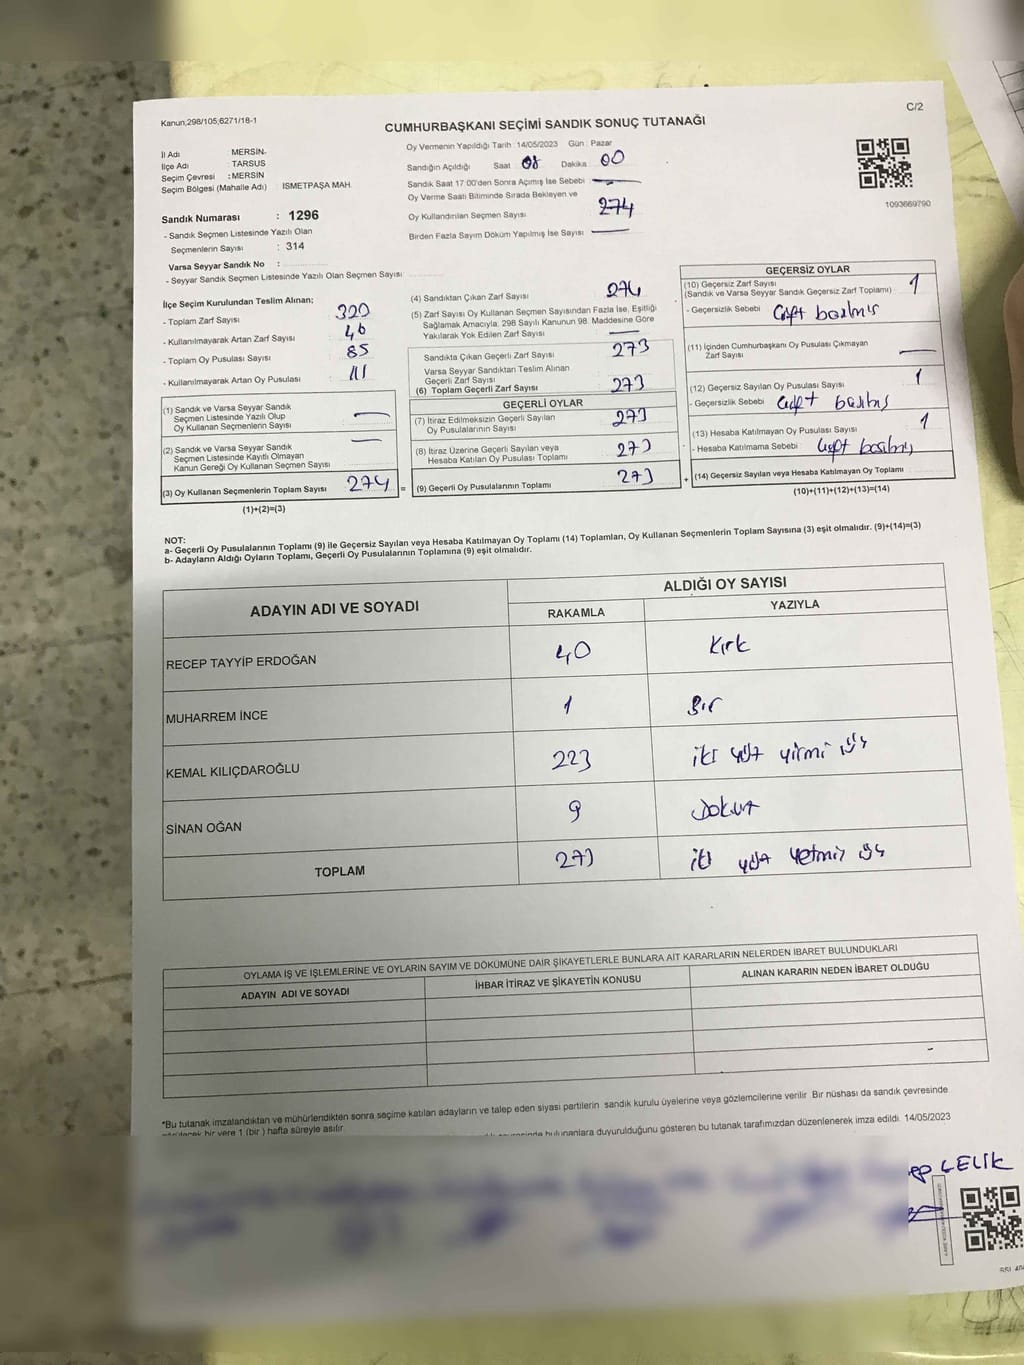 Kanun,298/105,6271/18-1
C/2
CUMHURBAŞKANI SEÇİMİ SANDIK SONUÇ TUTANAĞI
İl Adı : MERSİN
İlçe Adı : TARSUS
Seçim Çevresi : MERSİN
Seçim Bölgesi (Mahalle Adı) : İSMETPAŞA MAH.
Oy Vermenin Yapıldığı Tarih : 14/05/2023 Gün : Pazar
Sandığın Açıldığı Saat 08 Dakika 00
Sandık Saat 17:00'den Sonra Açımış İse Sebebi
Oy Verme Saati Bitiminde Sırada Bekleyen ve
Oy Kullandırılan Seçmen Sayısı 274
Birden Fazla Sayım Döküm Yapılmış İse Sayısı
1093669790
Sandık Numarası : 1296
- Sandık Seçmen Listesinde Yazılı Olan
Seçmenlerin Sayısı : 314
Varsa Seyyar Sandık No :
- Seyyar Sandık Seçmen Listesinde Yazılı Olan Seçmen Sayısı
İlçe Seçim Kurulundan Teslim Alınan;
- Toplam Zarf Sayısı 320
- Kullanılmayarak Artan Zarf Sayısı 46
- Toplam Oy Pusulası Sayısı 85
- Kullanılmayarak Artan Oy Pusulası 111
(1) Sandık ve Varsa Seyyar Sandık
Seçmen Listesinde Yazılı Olup
Oy Kullanan Seçmenlerin Sayısı
(2) Sandık ve Varsa Seyyar Sandık
Seçmen Listesinde Kayıtlı Olmayan
Kanun Gereği Oy Kullanan Seçmen Sayısı
(3) Oy Kullanan Seçmenlerin Toplam Sayısı 274 =
(1)+(2)=(3)
(4) Sandıktan Çıkan Zarf Sayısı 274
(5) Zarf Sayısı Oy Kullanan Seçmen Sayısından Fazla İse, Eşitliği
Sağlamak Amacıyla; 298 Sayılı Kanunun 98. Maddesine Göre
Yakılarak Yok Edilen Zarf Sayısı
Sandıkta Çıkan Geçerli Zarf Sayısı 273
Varsa Seyyar Sandıktan Teslim Alınan
Geçerli Zarf Sayısı
(6) Toplam Geçerli Zarf Sayısı 273
GEÇERLİ OYLAR
(7) İtiraz Edilmeksizin Geçerli Sayılan
Oy Pusulalarının Sayısı 273
(8) İtiraz Üzerine Geçerli Sayılan veya
Hesaba Katılan Oy Pusulası Toplamı 273
(9) Geçerli Oy Pusulalarının Toplamı 273 +
GEÇERSİZ OYLAR
(10) Geçersiz Zarf Sayısı
(Sandık ve Varsa Seyyar Sandık Geçersiz Zarf Toplamı) 1
- Geçersizlik Sebebi Çift basılmış
(11) İçinden Cumhurbaşkanı Oy Pusulası Çıkmayan
Zarf Sayısı
(12) Geçersiz Sayılan Oy Pusulası Sayısı 1
- Geçersizlik Sebebi Çift basılmış
(13) Hesaba Katılmayan Oy Pusulası Sayısı 1
- Hesaba Katılmama Sebebi Çift basılmış
(14) Geçersiz Sayılan veya Hesaba Katılmayan Oy Toplamı
(10)+(11)+(12)+(13)=(14)
NOT:
a- Geçerli Oy Pusulalarının Toplamı (9) ile Geçersiz Sayılan veya Hesaba Katılmayan Oy Toplamı (14) Toplamları, Oy Kullanan Seçmenlerin Toplam Sayısına (3) eşit olmalıdır. (9)+(14)=(3)
b- Adayların Aldığı Oyların Toplamı, Geçerli Oy Pusulalarının Toplamına (9) eşit olmalıdır.
ADAYIN ADI VE SOYADI
ALDIĞI OY SAYISI
RAKAMLA YAZIYLA
RECEP TAYYİP ERDOĞAN 40 Kırk
MUHARREM İNCE 1 Bir
KEMAL KILIÇDAROĞLU 223 iki yüz yirmi üç
SİNAN OĞAN 9 Dokuz
TOPLAM 273 iki yüz yetmiş üç
OYLAMA İŞ VE İŞLEMLERİNE VE OYLARIN SAYIM VE DÖKÜMÜNE DAİR ŞİKAYETLERLE BUNLARA AİT KARARLARIN NELERDEN İBARET BULUNDUKLARI
ADAYIN ADI VE SOYADI İHBAR İTİRAZ VE ŞİKAYETİN KONUSU ALINAN KARARIN NEDEN İBARET OLDUĞU
*Bu tutanak imzalandıktan ve mühürlendikten sonra seçime katılan adayların ve talep eden siyasi partilerin sandık kurulu üyelerine veya gözlemcilerine verilir. Bir nüshası da sandık çevresinde
bir yere 1 (bir) hafta süreyle asılır.
bulunanlara duyurulduğunu gösteren bu tutanak tarafımızdan düzenlenerek imza edildi. 14/05/2023
ÇELİK